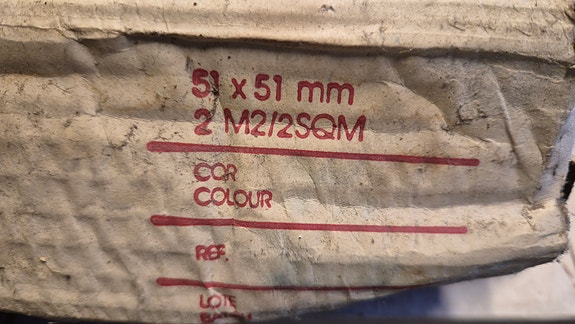 51 x 51 mm
2 M2/2SQM
COR
COLOUR
REF.
LOTE